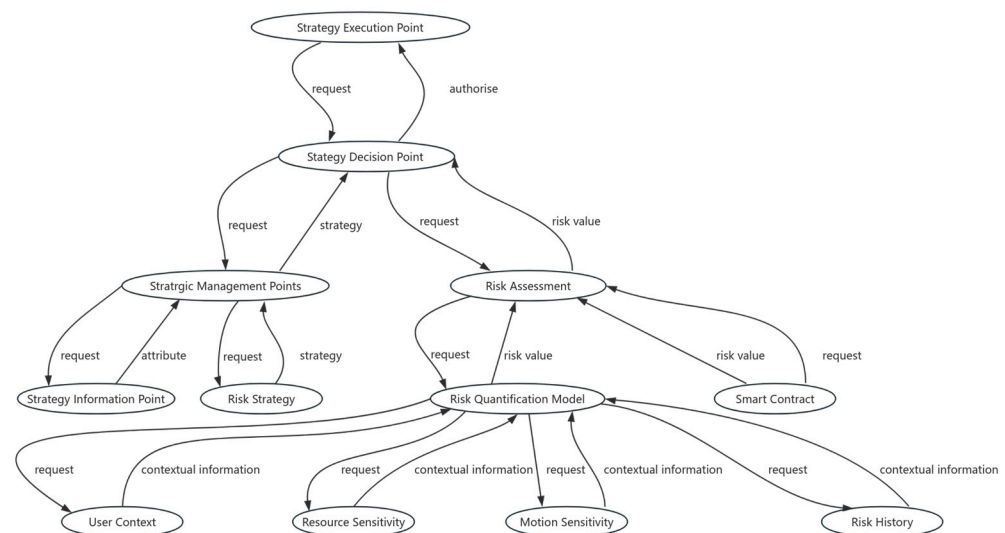 Strategy Execution Point
request
authorise
Stategy Decision Point
request
strategy
request
risk value
Stratrgic Management Points
Risk Assessment
request
attribute
request
strategy
request
risk value
risk value
request
Strategy Information Point
Risk Strategy
Risk Quantification Model
Smart Contract
request
contextual information
request
contextual information
request
contextual information
request
contextual information
User Context
Resource Sensitivity
Motion Sensitivity
Risk History